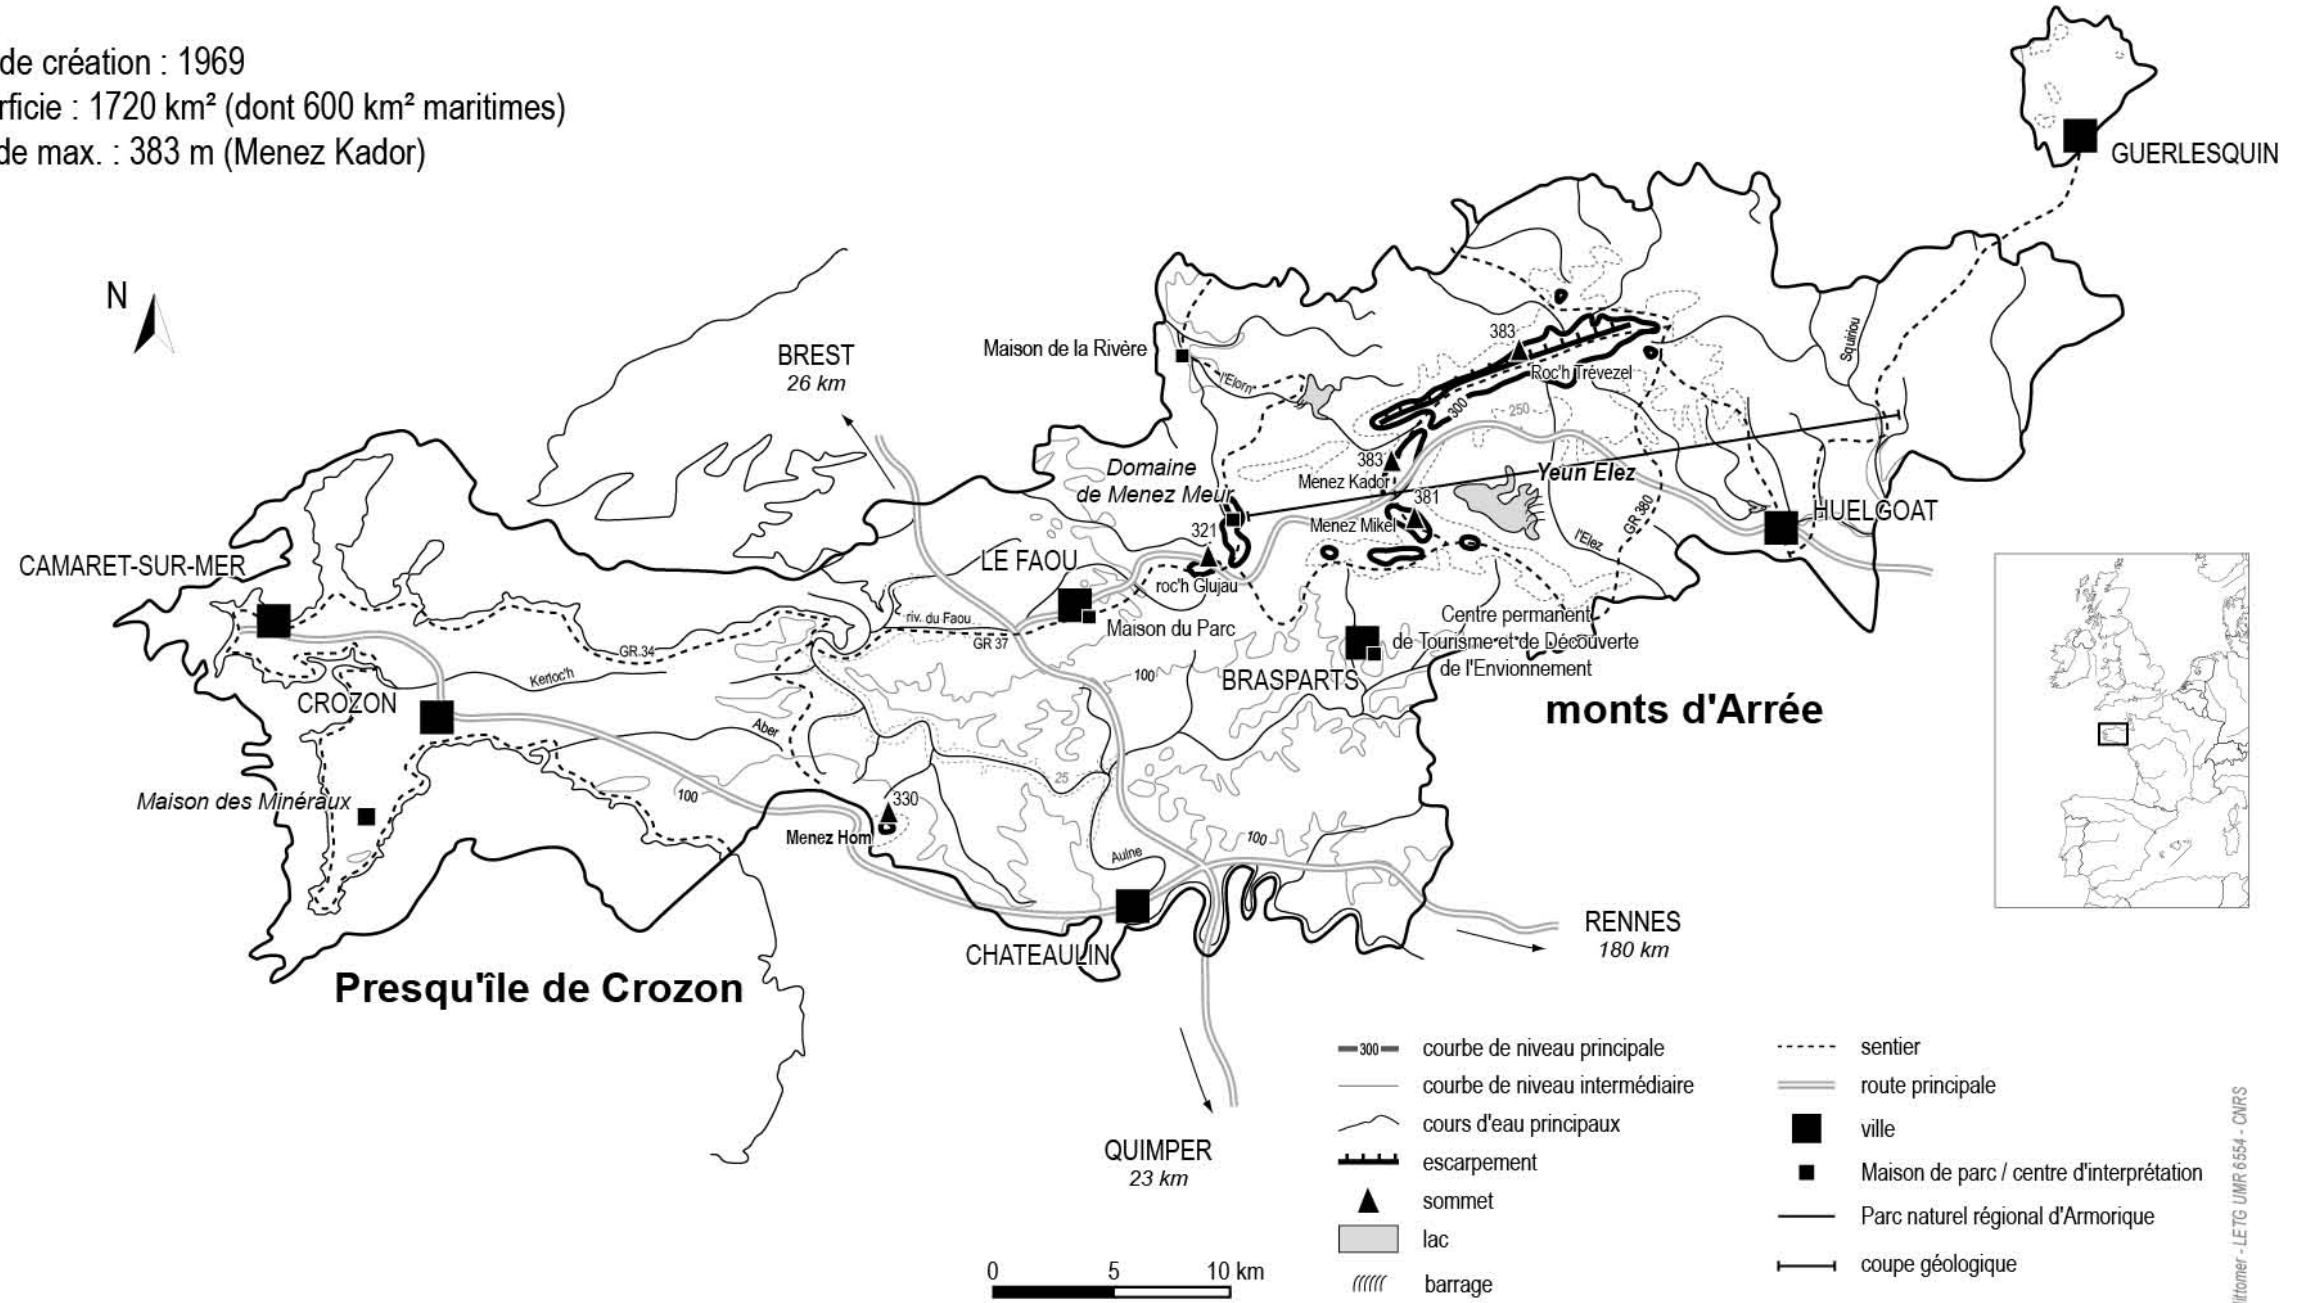 de création : 1969
rficie : 1720 km² (dont 600 km² maritimes)
de max. : 383 m (Menez Kador)
GUERLESQUIN
N
BREST
26 km
Maison de la Rivère
l'Elorn
383
Roc'h Trévezel
300
250
Squiriou
Domaine
de Menez Meur
383
Menez Kador
381
Menez Mikel
Yeun Elez
GR 380
l'Elez
HUELGOAT
321
roc'h Glujau
LE FAOU
Maison du Parc
riv. du Faou
GR 37
CAMARET-SUR-MER
GR 34
Kerloc'h
CROZON
Aber
Maison des Minéraux
100
330
Menez Hom
25
100
BRASPARTS
Centre permanent
de Tourisme et de Découverte
de l'Envionnement
monts d'Arrée
100
Aulne
CHATEAULIN
RENNES
180 km
Presqu'île de Crozon
QUIMPER
23 km
0 5 10 km
300
courbe de niveau principale
courbe de niveau intermédiaire
cours d'eau principaux
escarpement
sommet
lac
barrage
sentier
route principale
ville
Maison de parc / centre d'interprétation
Parc naturel régional d'Armorique
coupe géologique
- LETG UMR 6554 - CNRS